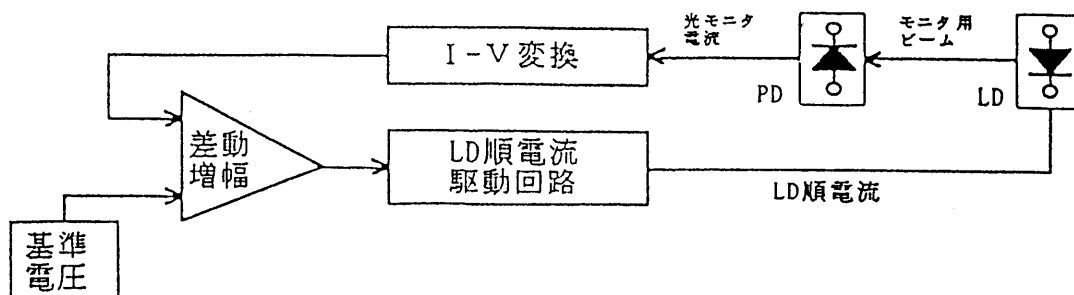 光モニタ
電流
モニタ用
ビーム
I-V変換
PD
LD
差動
増幅
LD順電流
駆動回路
LD順電流
基準
電圧